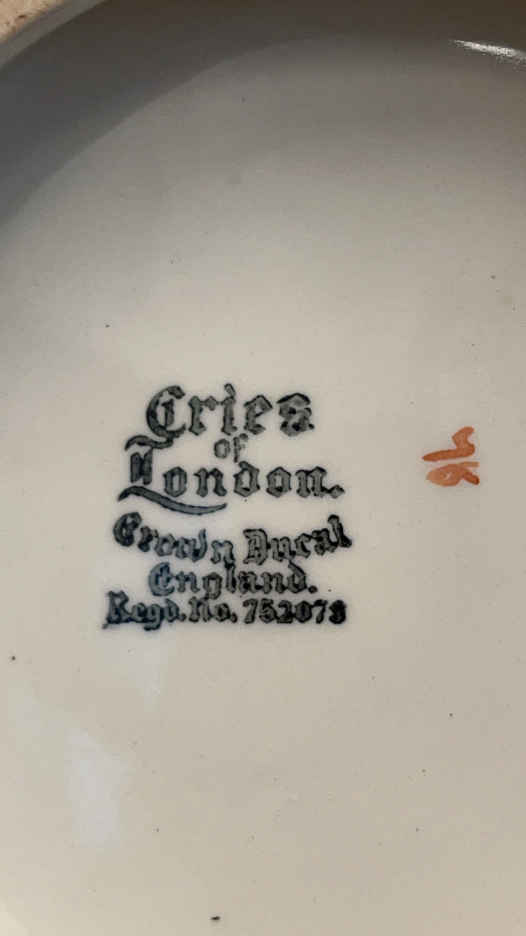 Cries
of
London.
Crown Ducal
England.
Regd. No. 752073